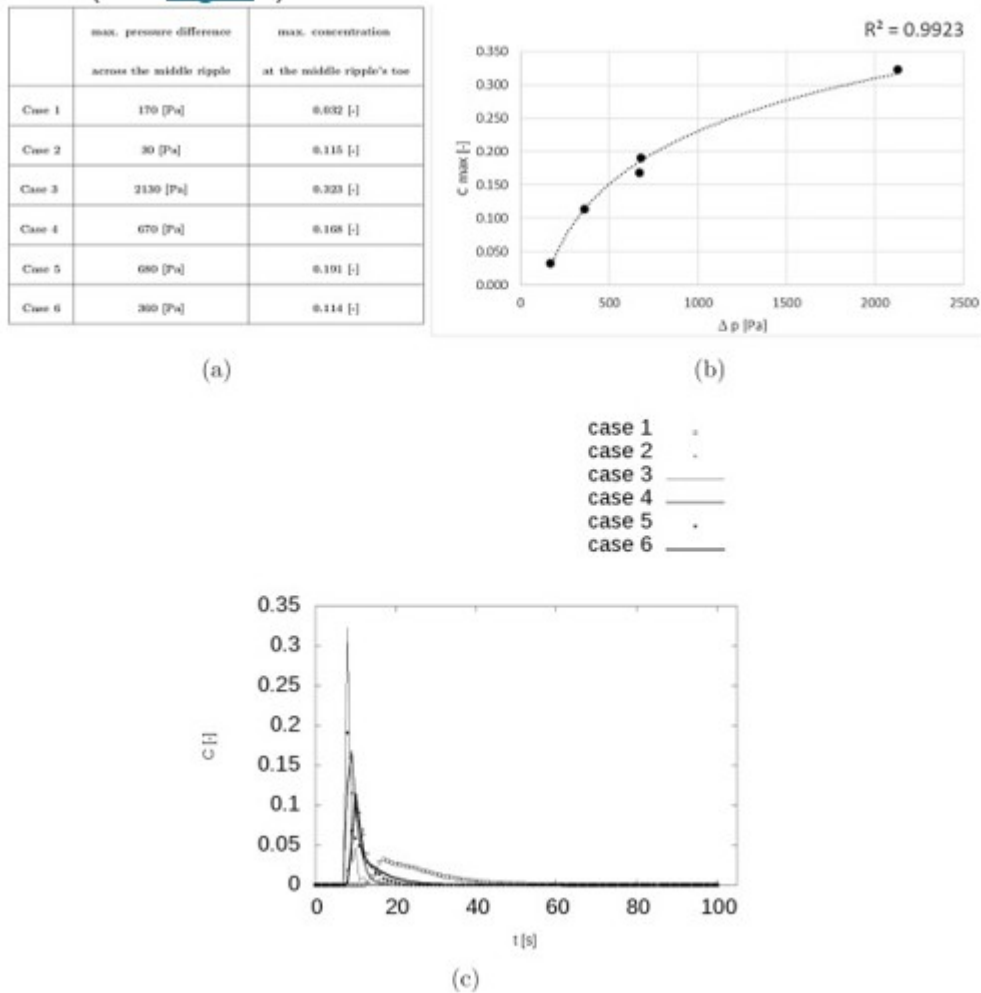 max. pressure difference
across the middle ripple
max. concentration
at the middle ripple's toe
Case 1 170 [Pa] 0.032 [-]
Case 2 30 [Pa] 0.115 [-]
Case 3 2130 [Pa] 0.323 [-]
Case 4 670 [Pa] 0.168 [-]
Case 5 680 [Pa] 0.191 [-]
Case 6 360 [Pa] 0.114 [-]
(a)
R² = 0.9923
C max [-]
0.350
0.300
0.250
0.200
0.150
0.100
0.050
0.000
0 500 1000 1500 2000 2500
Δ p [Pa]
(b)
case 1
case 2
case 3
case 4
case 5
case 6
C [-]
0.35
0.3
0.25
0.2
0.15
0.1
0.05
0
0 20 40 60 80 100
t [s]
(c)